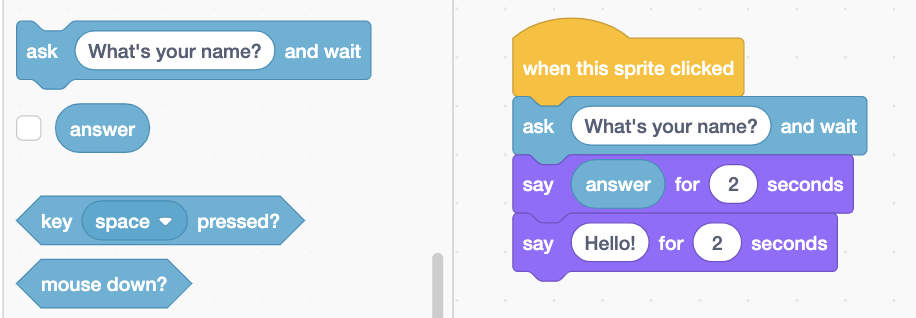 ask What's your name? and wait
answer
key space pressed?
mouse down?
when this sprite clicked
ask What's your name? and wait
say answer for 2 seconds
say Hello! for 2 seconds